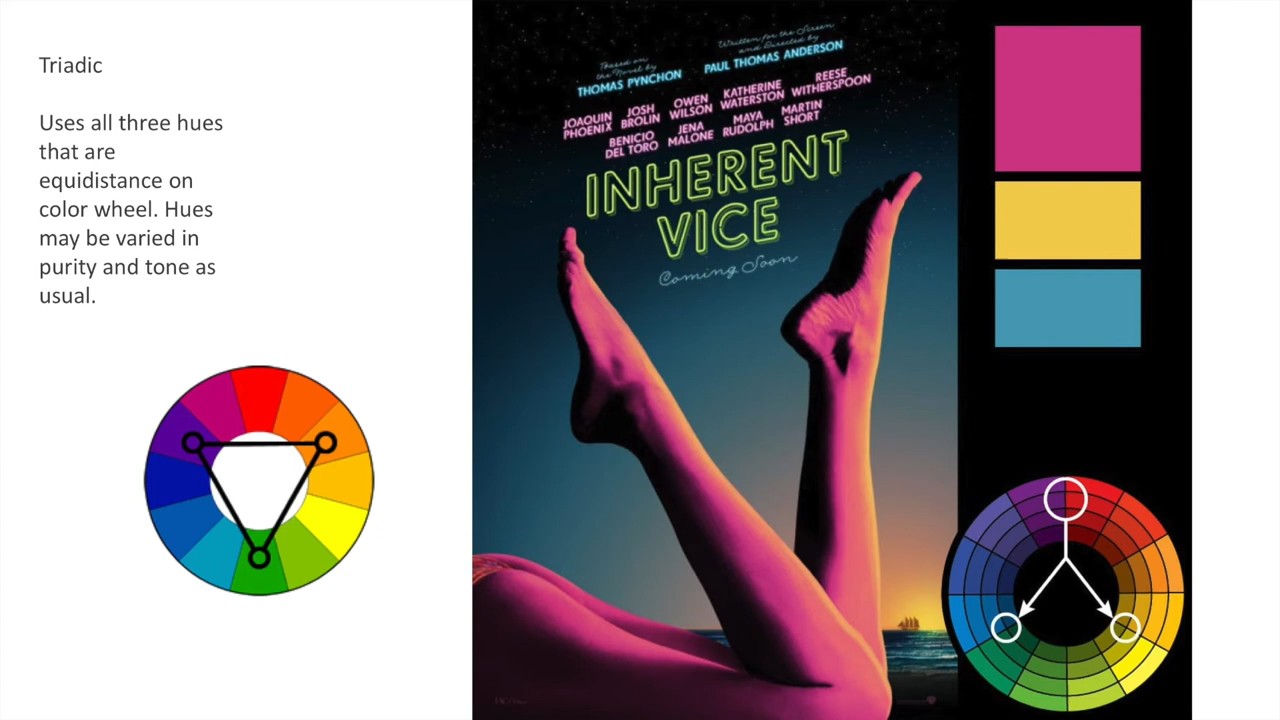 Triadic
Uses all three hues
that are
equidistance on
color wheel. Hues
may be varied in
purity and tone as
usual.
Based on
the Novel by
THOMAS PYNCHON
Written for the Screen
and Directed by
PAUL THOMAS ANDERSON
JOAQUIN PHOENIX JOSH BROLIN OWEN WILSON KATHERINE WATERSTON REESE WITHERSPOON
BENICIO DEL TORO JENA MALONE MAYA RUDOLPH MARTIN SHORT
INHERENT
VICE
Coming Soon